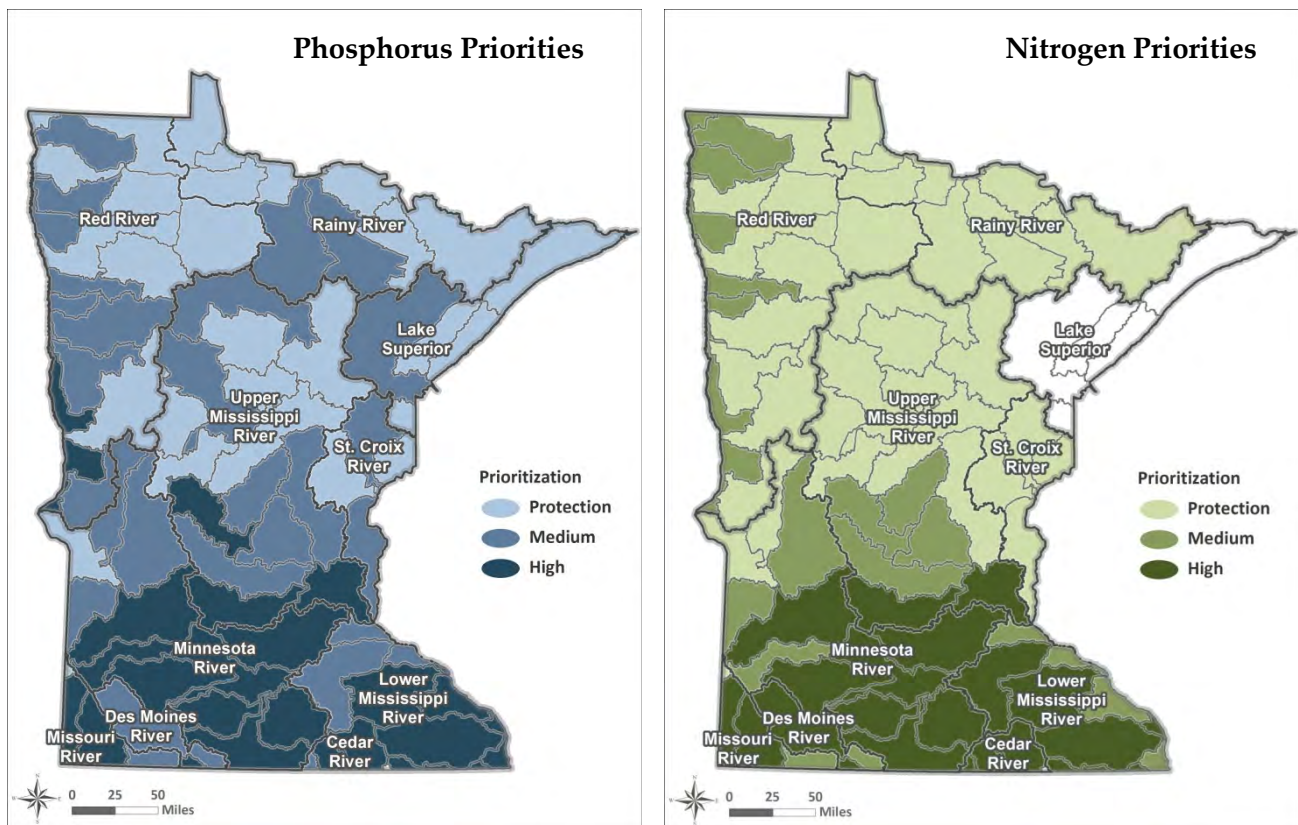 Phosphorus Priorities
Red River
Rainy River
Lake
Superior
Upper
Mississippi
River
St. Croix
River
Prioritization
Protection
Medium
High
Minnesota
River
Lower
Mississippi
River
Des Moines
River
Missouri
River
Cedar
River
N
W
E
S
0 25 50
Miles
Nitrogen Priorities
Red River
Rainy River
Lake
Superior
Upper
Mississippi
River
St. Croix
River
Prioritization
Protection
Medium
High
Minnesota
River
Lower
Mississippi
River
Des Moines
River
Missouri
River
Cedar
River
N
W
E
S
0 25 50
Miles